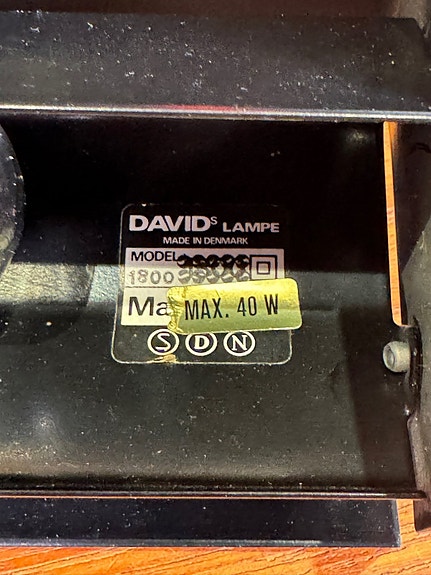 DAVIDS LAMPE
MADE IN DENMARK
MODEL
1800
Ma
MAX. 40 W
S D N